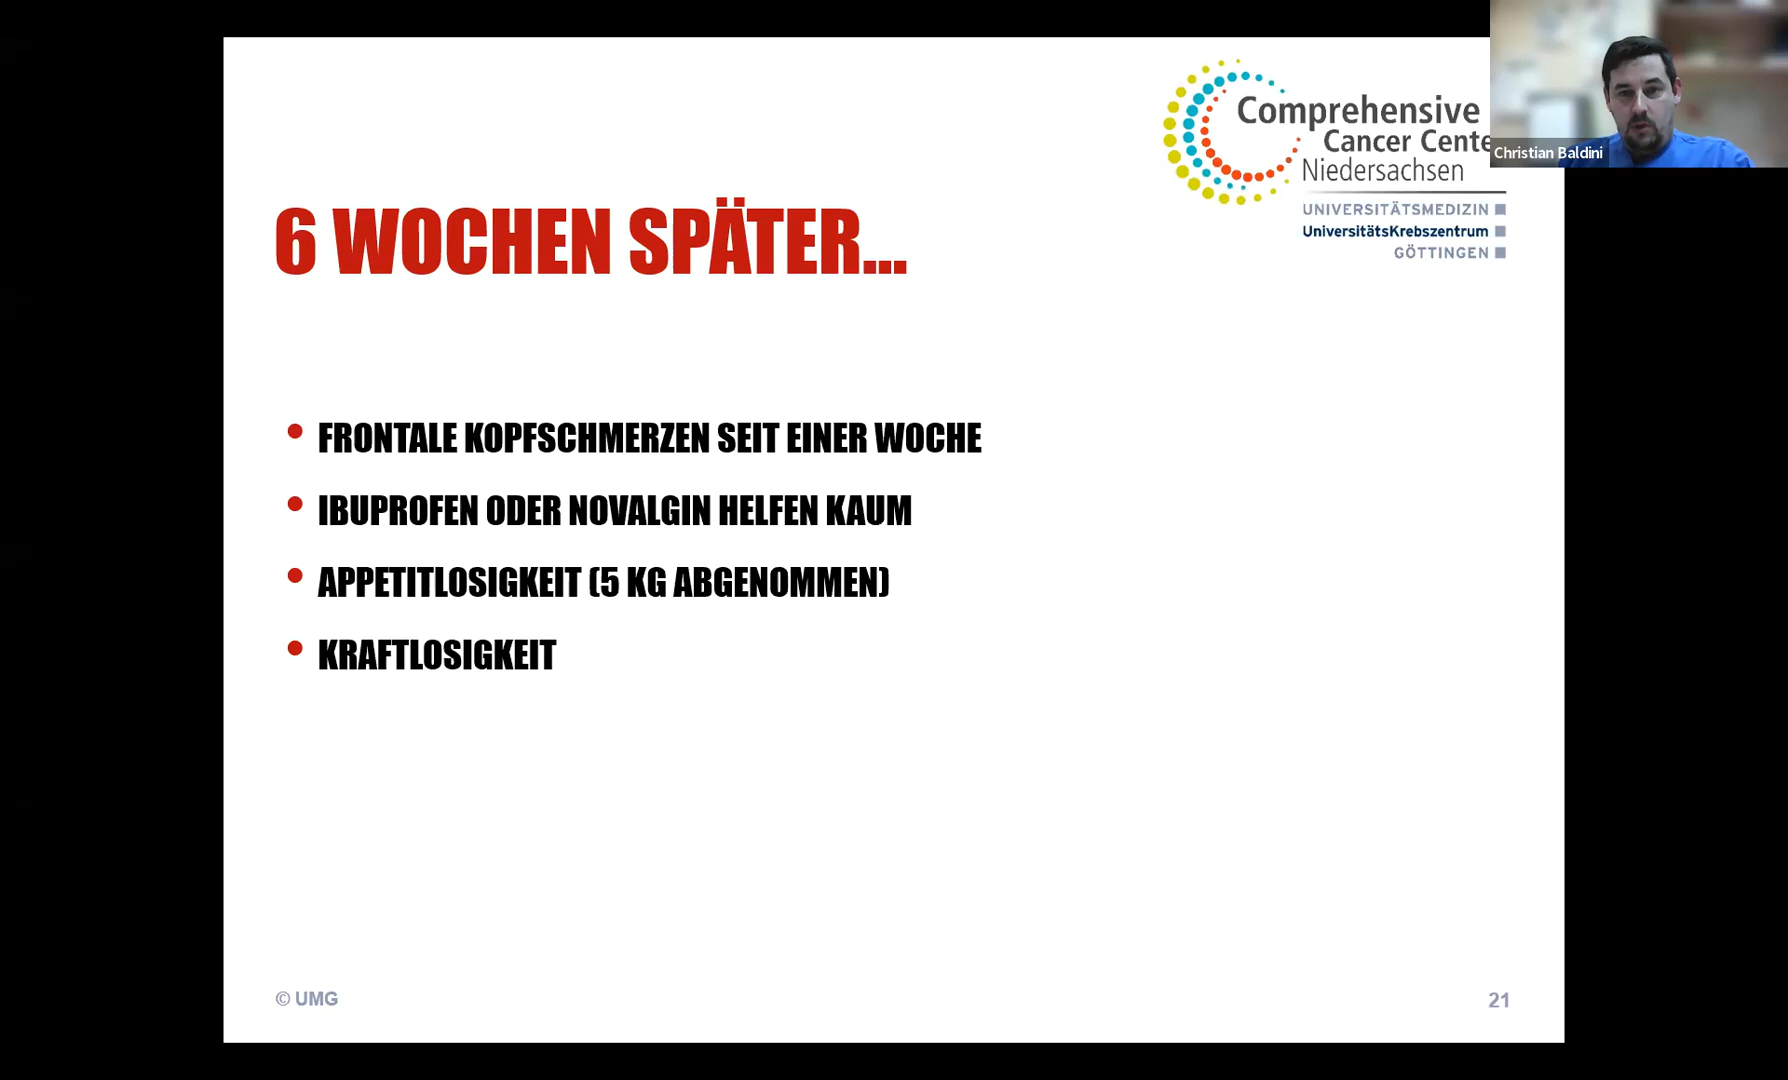 Comprehensive
Cancer Cente
Niedersachsen
Christian Baldini
UNIVERSITÄTSMEDIZIN
UniversitätsKrebszentrum
GÖTTINGEN
6 WOCHEN SPÄTER...
• FRONTALE KOPFSCHMERZEN SEIT EINER WOCHE
• IBUPROFEN ODER NOVALGIN HELFEN KAUM
• APPETITLOSIGKEIT (5 KG ABGENOMMEN)
• KRAFTLOSIGKEIT
© UMG
21